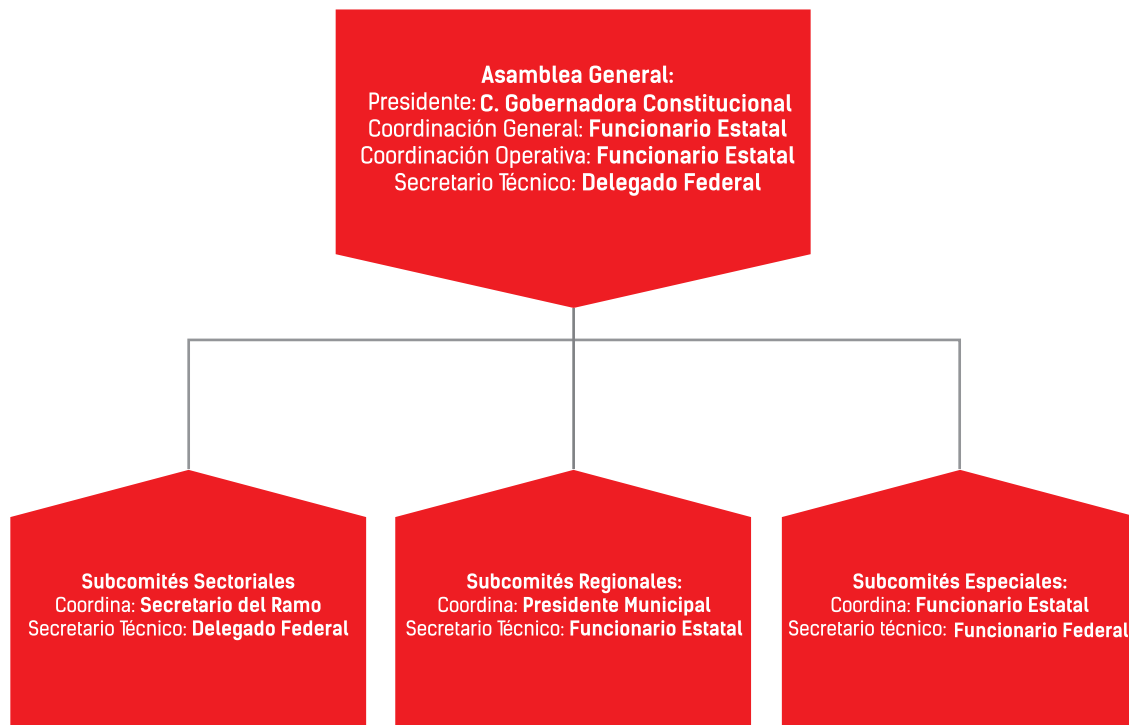 Asamblea General:
Presidente: C. Gobernadora Constitucional
Coordinación General: Funcionario Estatal
Coordinación Operativa: Funcionario Estatal
Secretario Técnico: Delegado Federal
Subcomités Sectoriales
Coordina: Secretario del Ramo
Secretario Técnico: Delegado Federal
Subcomités Regionales:
Coordina: Presidente Municipal
Secretario Técnico: Funcionario Estatal
Subcomités Especiales:
Coordina: Funcionario Estatal
Secretario técnico: Funcionario Federal